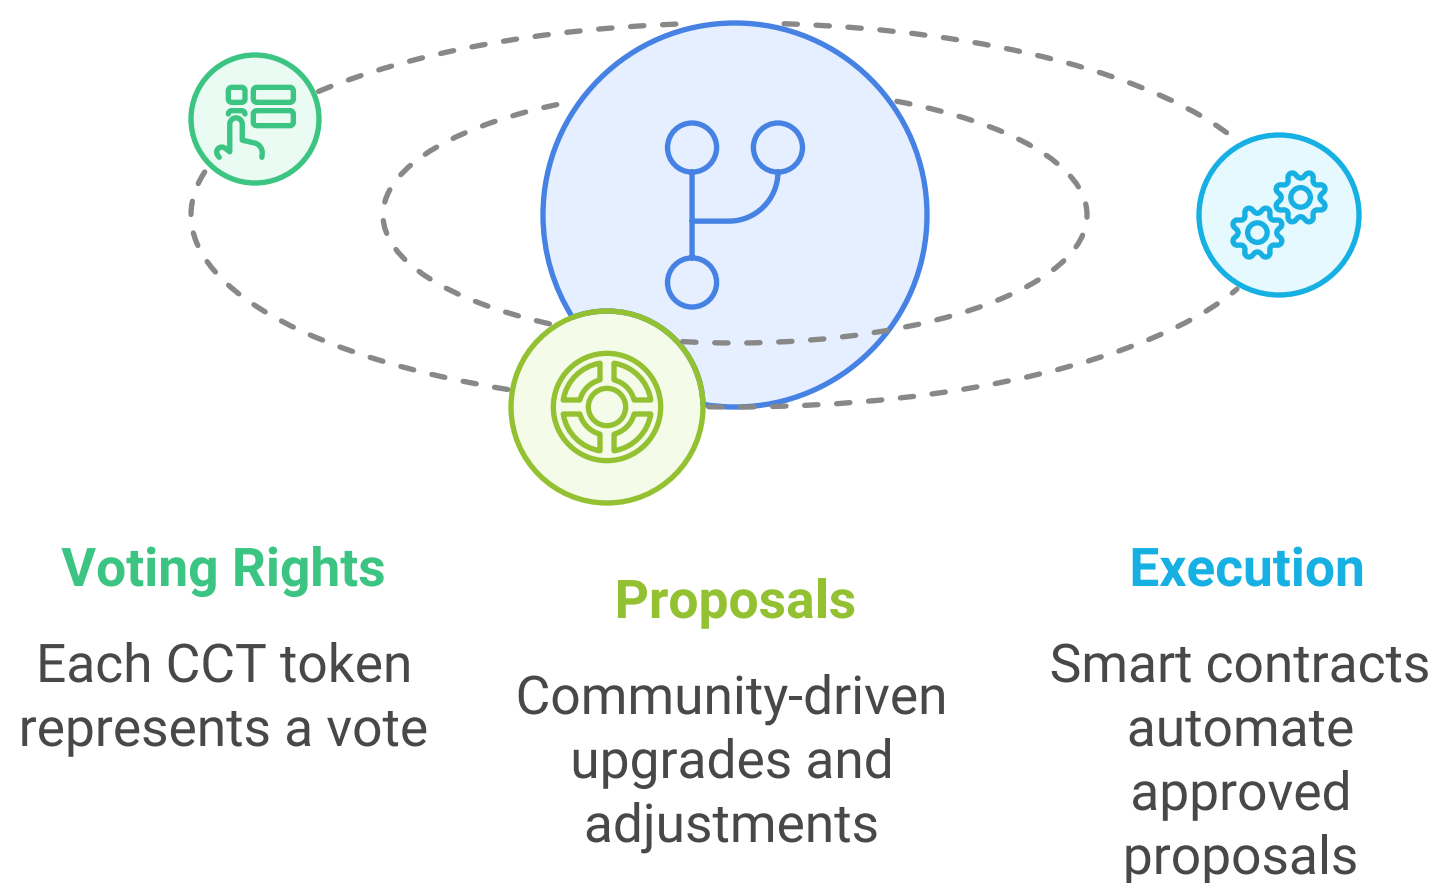 Voting Rights
Each CCT token
represents a vote
Proposals
Community-driven
upgrades and
adjustments
Execution
Smart contracts
automate
approved
proposals